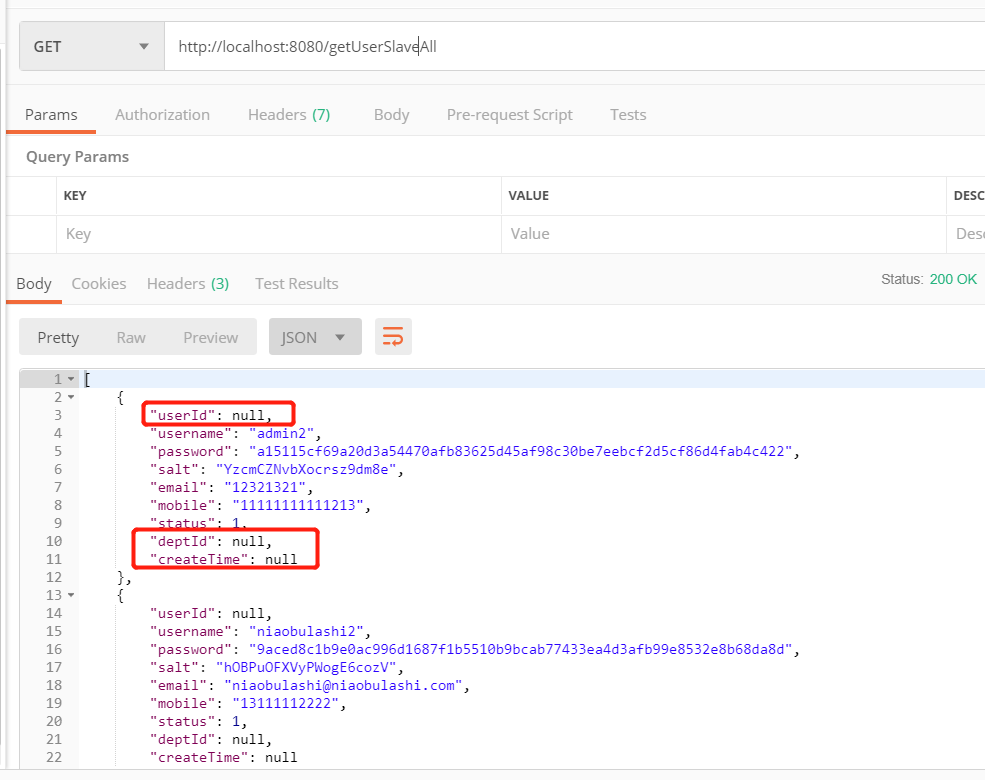 GET http://localhost:8080/getUserSlaveAll
Params Authorization Headers (7) Body Pre-request Script Tests
Query Params
KEY VALUE DESC
Key Value Desc
Body Cookies Headers (3) Test Results Status: 200 OK
Pretty Raw Preview JSON
1 [
2 {
3 "userId": null,
4 "username": "admin2",
5 "password": "a15115cf69a20d3a54470afb83625d45af98c30be7eebcf2d5cf86d4fab4c422",
6 "salt": "YzcmCZNvbXocrsz9dm8e",
7 "email": "12321321",
8 "mobile": "11111111111213",
9 "status": 1,
10 "deptId": null,
11 "createTime": null
12 },
13 {
14 "userId": null,
15 "username": "niaobulashi2",
16 "password": "9aced8c1b9e0ac996d1687f1b5510b9bcab77433ea4d3afb99e8532e8b68da8d",
17 "salt": "hOBPuOFXVyPWogE6cozV",
18 "email": "niaobulashi@niaobulashi.com",
19 "mobile": "13111112222",
20 "status": 1,
21 "deptId": null,
22 "createTime": null